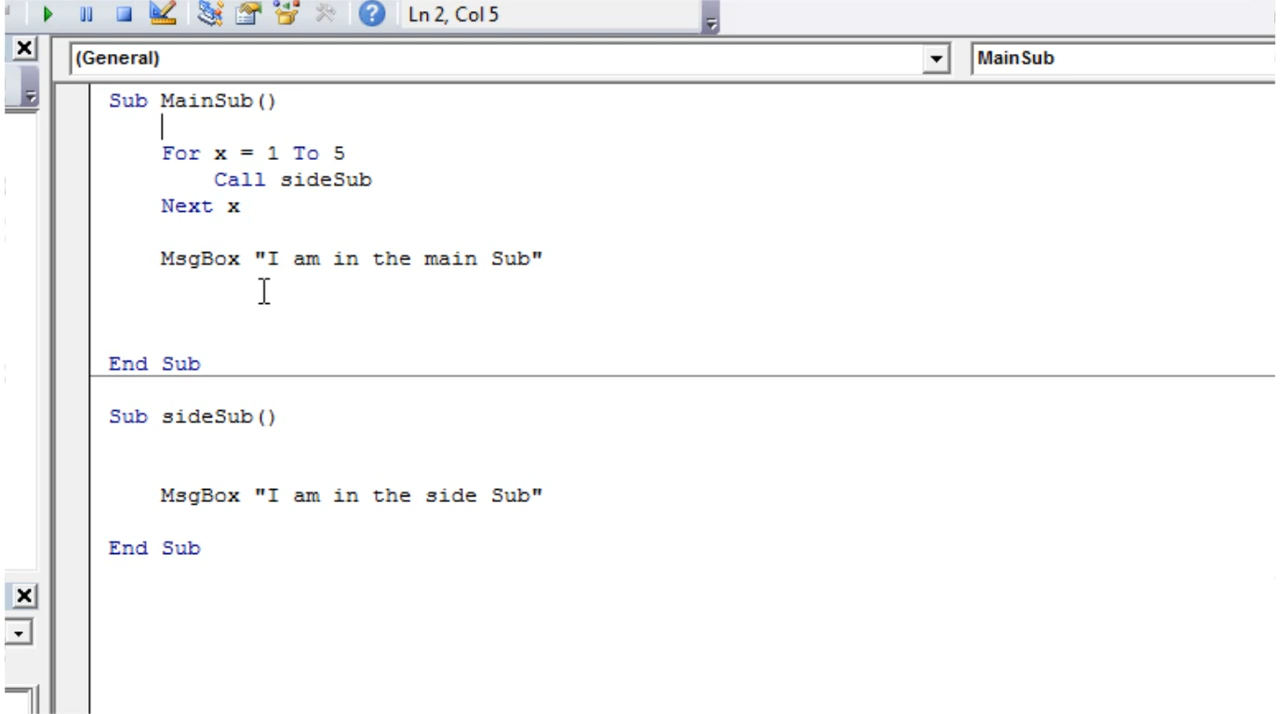 Ln 2, Col 5
(General) MainSub
Sub MainSub()
For x = 1 To 5
Call sideSub
Next x
MsgBox "I am in the main Sub"
End Sub
Sub sideSub()
MsgBox "I am in the side Sub"
End Sub